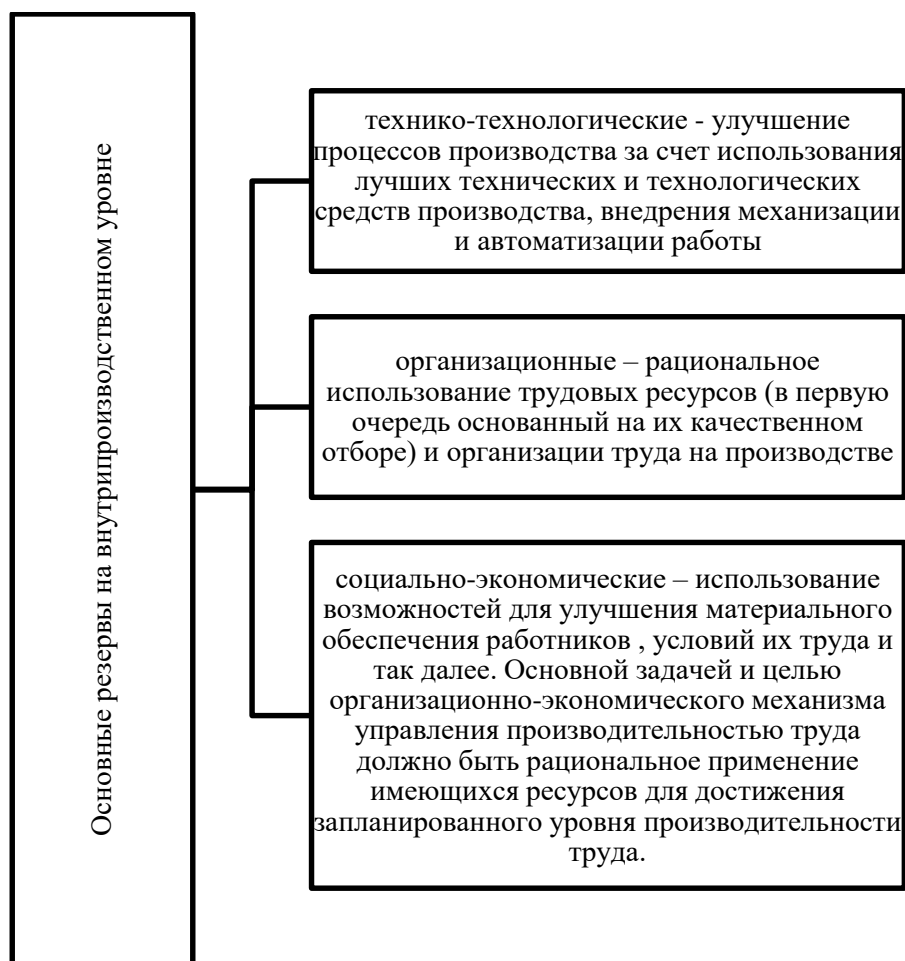 Основные резервы на внутрипроизводственном уровне
технико-технологические - улучшение
процессов производства за счет использования
лучших технических и технологических
средств производства, внедрения механизации
и автоматизации работы
организационные – рациональное
использование трудовых ресурсов (в первую
очередь основанный на их качественном
отборе) и организации труда на производстве
социально-экономические – использование
возможностей для улучшения материального
обеспечения работников , условий их труда и
так далее. Основной задачей и целью
организационно-экономического механизма
управления производительностью труда
должно быть рациональное применение
имеющихся ресурсов для достижения
запланированного уровня производительности
труда.